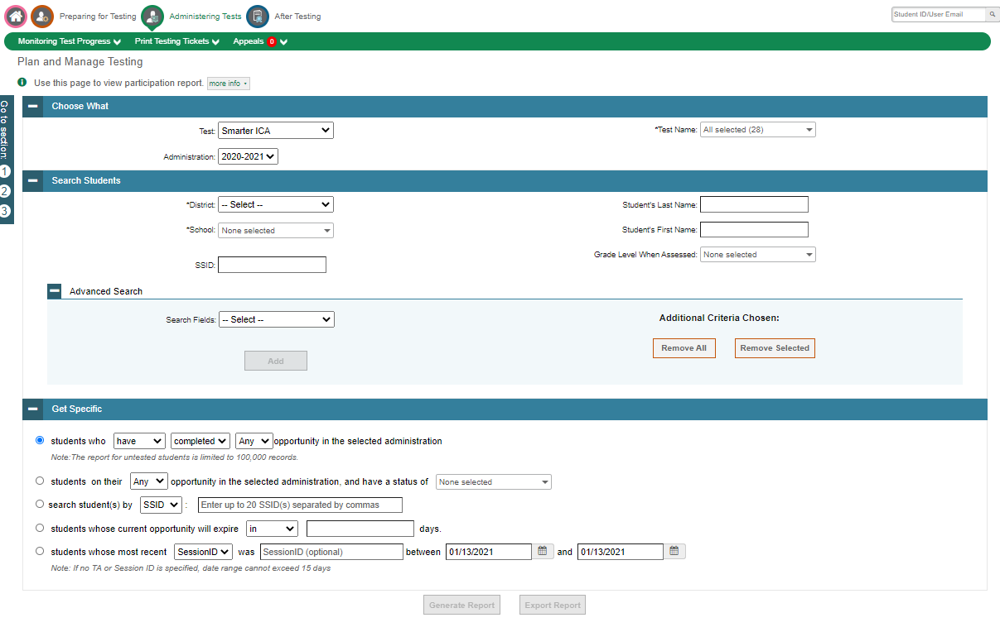 Preparing for Testing Administering Tests After Testing Student ID/User Email
Monitoring Test Progress Print Testing Tickets Appeals 0
Plan and Manage Testing
Use this page to view participation report. more info
Go to section:
1
2
3
Choose What
Test: Smarter ICA *Test Name: All selected (28)
Administration: 2020-2021
Search Students
*District: -- Select -- Student's Last Name:
*School: None selected Student's First Name:
Grade Level When Assessed: None selected
SSID:
Advanced Search
Search Fields: -- Select -- Additional Criteria Chosen:
Remove All Remove Selected
Add
Get Specific
students who have completed Any opportunity in the selected administration
Note:The report for untested students is limited to 100,000 records.
students on their Any opportunity in the selected administration, and have a status of None selected
search student(s) by SSID : Enter up to 20 SSID(s) separated by commas
students whose current opportunity will expire in days.
students whose most recent SessionID was SessionID (optional) between 01/13/2021 and 01/13/2021
Note: If no TA or Session ID is specified, date range cannot exceed 15 days
Generate Report Export Report